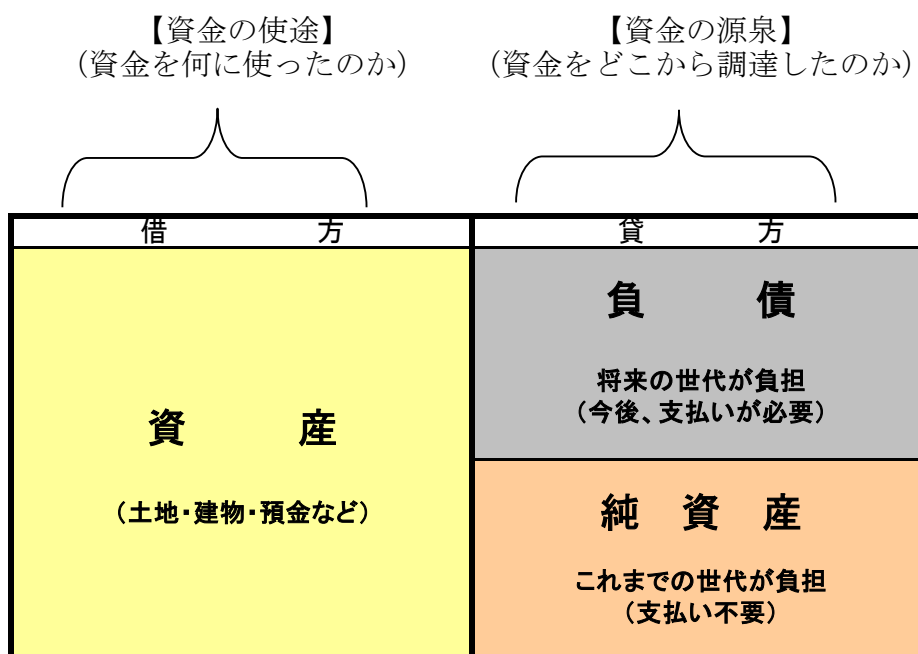 【資金の使途】
(資金を何に使ったのか)
【資金の源泉】
(資金をどこから調達したのか)
借 方
貸 方
資 産
(土地・建物・預金など)
負 債
将来の世代が負担
(今後、支払いが必要)
純 資 産
これまでの世代が負担
(支払い不要)